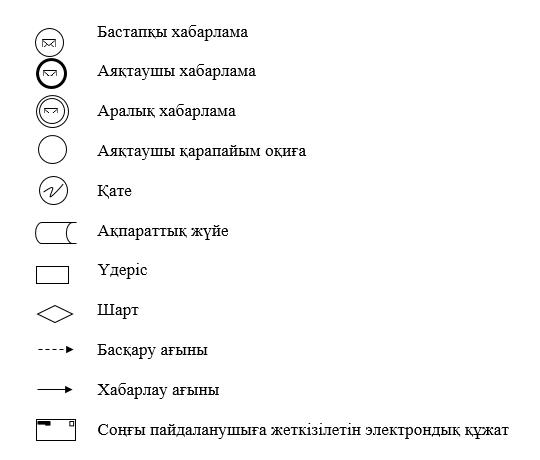 Бастапқы хабарлама
Аяқтаушы хабарлама
Аралық хабарлама
Аяқтаушы қарапайым оқиға
Қате
Ақпараттық жүйе
Үдеріс
Шарт
Басқару ағыны
Хабарлау ағыны
Соңғы пайдаланушыға жеткізілетін электрондық құжат